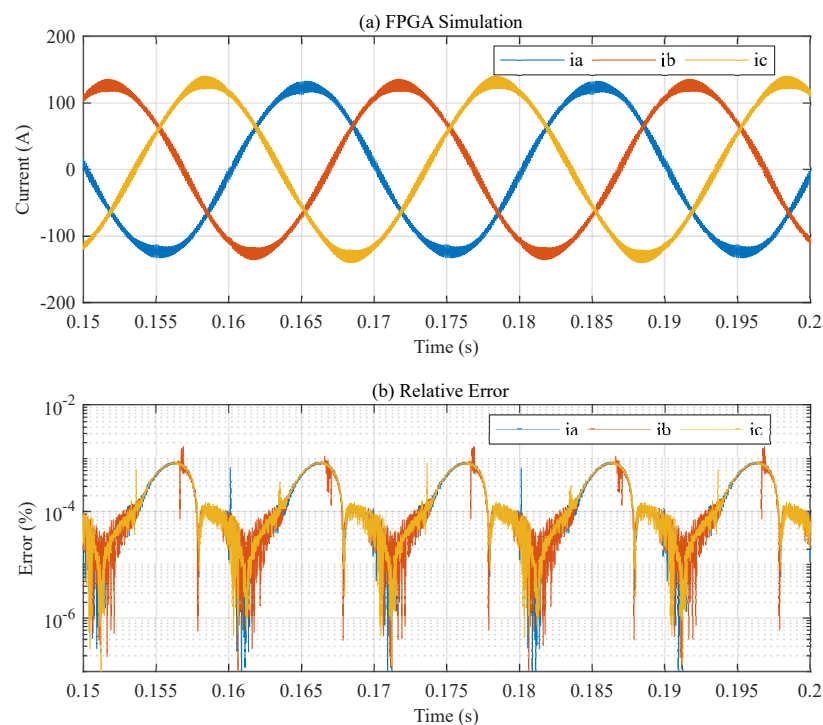 (a) FPGA Simulation
200
100
0
-100
-200
Current (A)
ia ib ic
0.15 0.155 0.16 0.165 0.17 0.175 0.18 0.185 0.19 0.195 0.2
Time (s)
(b) Relative Error
10-2
10-4
10-6
Error (%)
ia ib ic
0.15 0.155 0.16 0.165 0.17 0.175 0.18 0.185 0.19 0.195 0.2
Time (s)